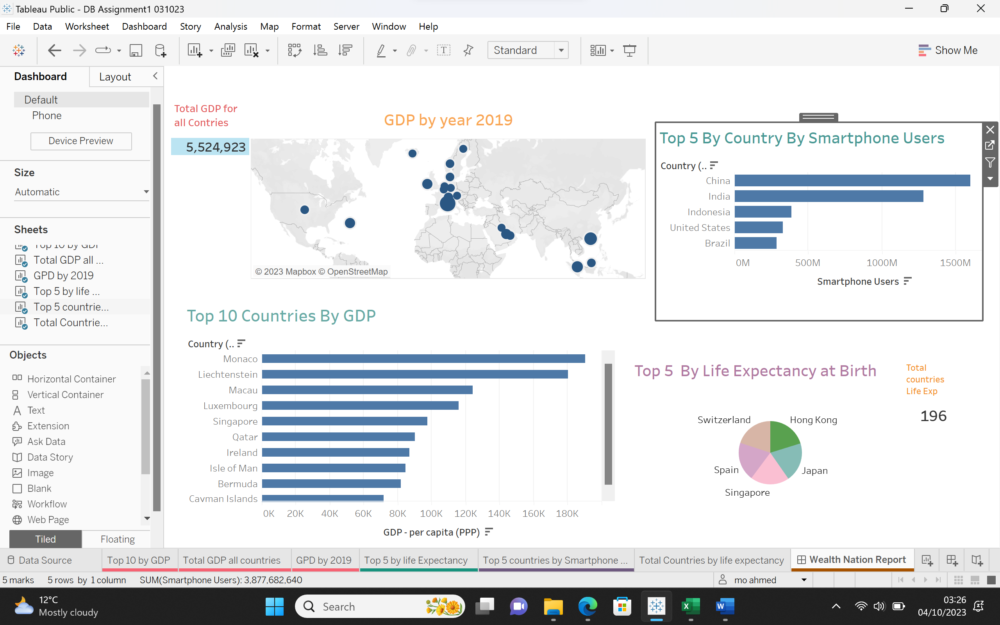 Tableau Public - DB Assignment1 031023
File Data Worksheet Dashboard Story Analysis Map Format Server Window Help
Standard
Show Me
Dashboard
Layout
Default
Phone
Device Preview
Size
Automatic
Sheets
Top 10 by GDP
Total GDP all ...
GPD by 2019
Top 5 by life ...
Top 5 countrie...
Total Countrie...
Objects
Horizontal Container
Vertical Container
Text
Extension
Ask Data
Data Story
Image
Blank
Workflow
Web Page
Tiled
Floating
Total GDP for
all Contries
5,524,923
GDP by year 2019
© 2023 Mapbox © OpenStreetMap
Top 5 By Country By Smartphone Users
Country (..
China
India
Indonesia
United States
Brazil
0M 500M 1000M 1500M
Smartphone Users
Top 10 Countries By GDP
Country (..
Monaco
Liechtenstein
Macau
Luxembourg
Singapore
Qatar
Ireland
Isle of Man
Bermuda
Cayman Islands
0K 20K 40K 60K 80K 100K 120K 140K 160K 180K
GDP - per capita (PPP)
Top 5 By Life Expectancy at Birth
Switzerland
Hong Kong
Spain
Japan
Singapore
Total
countries
Life Exp
196
Data Source
Top 10 by GDP
Total GDP all countries
GPD by 2019
Top 5 by life Expectancy
Top 5 countries by Smartphone ...
Total Countries by life expectancy
Wealth Nation Report
5 marks 5 rows by 1 column SUM(Smartphone Users): 3,877,682,640
mo ahmed
12°C
Mostly cloudy
Search
03:26
04/10/2023